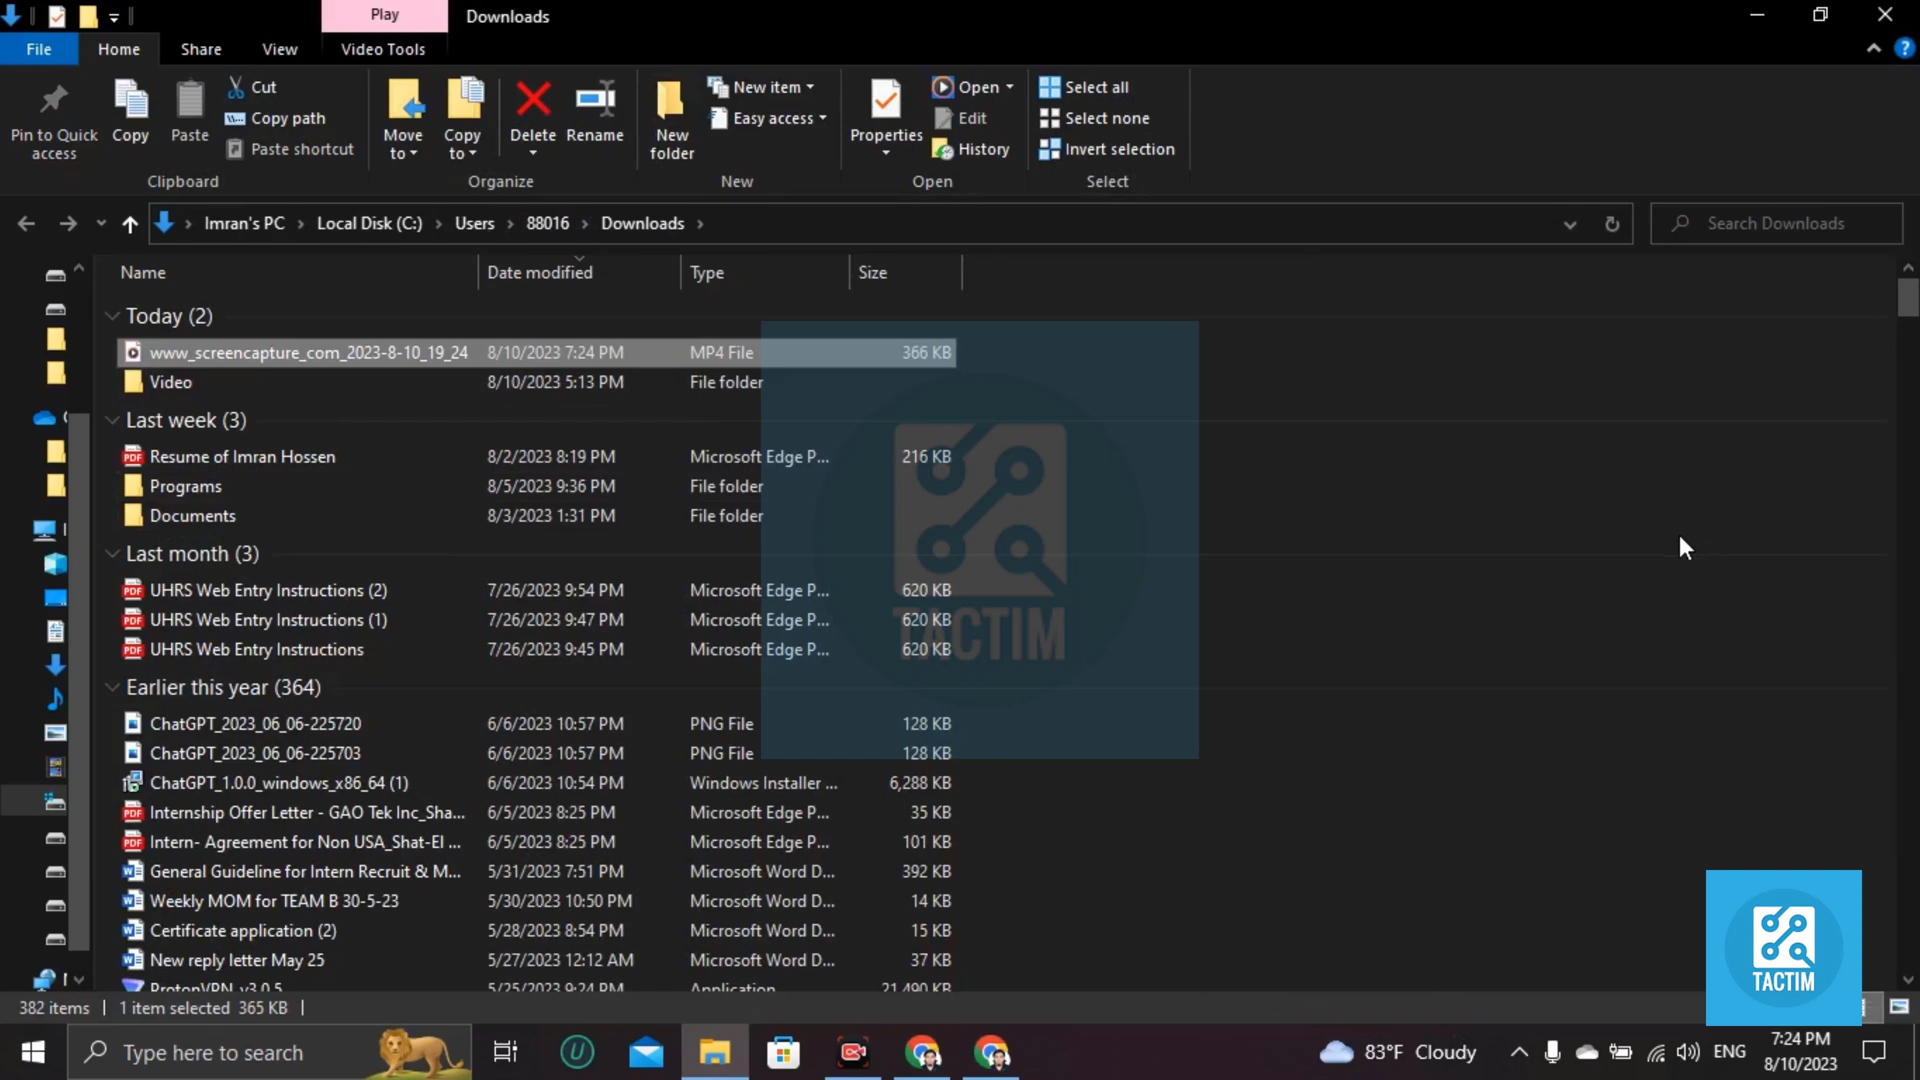 Play
Downloads
File
Home
Share
View
Video Tools
Pin to Quick access
Copy
Paste
Cut
Copy path
Paste shortcut
Clipboard
Move to
Copy to
Delete
Rename
Organize
New folder
New item
Easy access
New
Properties
Open
Edit
History
Open
Select all
Select none
Invert selection
Select
Imran's PC > Local Disk (C:) > Users > 88016 > Downloads >
Search Downloads
Name Date modified Type Size
Today (2)
www_screencapture_com_2023-8-10_19_24 8/10/2023 7:24 PM MP4 File 366 KB
Video 8/10/2023 5:13 PM File folder
Last week (3)
Resume of Imran Hossen 8/2/2023 8:19 PM Microsoft Edge P... 216 KB
Programs 8/5/2023 9:36 PM File folder
Documents 8/3/2023 1:31 PM File folder
Last month (3)
UHRS Web Entry Instructions (2) 7/26/2023 9:54 PM Microsoft Edge P... 620 KB
UHRS Web Entry Instructions (1) 7/26/2023 9:47 PM Microsoft Edge P... 620 KB
UHRS Web Entry Instructions 7/26/2023 9:45 PM Microsoft Edge P... 620 KB
TACTIM
Earlier this year (364)
ChatGPT_2023_06_06-225720 6/6/2023 10:57 PM PNG File 128 KB
ChatGPT_2023_06_06-225703 6/6/2023 10:57 PM PNG File 128 KB
ChatGPT_1.0.0_windows_x86_64 (1) 6/6/2023 10:54 PM Windows Installer ... 6,288 KB
Internship Offer Letter - GAO Tek Inc_Sha... 6/5/2023 8:25 PM Microsoft Edge P... 35 KB
Intern- Agreement for Non USA_Shat-El ... 6/5/2023 8:25 PM Microsoft Edge P... 101 KB
General Guideline for Intern Recruit & M... 5/31/2023 7:51 PM Microsoft Word D... 392 KB
Weekly MOM for TEAM B 30-5-23 5/30/2023 10:50 PM Microsoft Word D... 14 KB
Certificate application (2) 5/28/2023 8:54 PM Microsoft Word D... 15 KB
New reply letter May 25 5/27/2023 12:12 AM Microsoft Word D... 37 KB
ProtonVPN_v3.0.5 5/25/2023 9:24 PM Application 21,490 KB
TACTIM
382 items 1 item selected 365 KB
Type here to search
83°F Cloudy
ENG
7:24 PM
8/10/2023